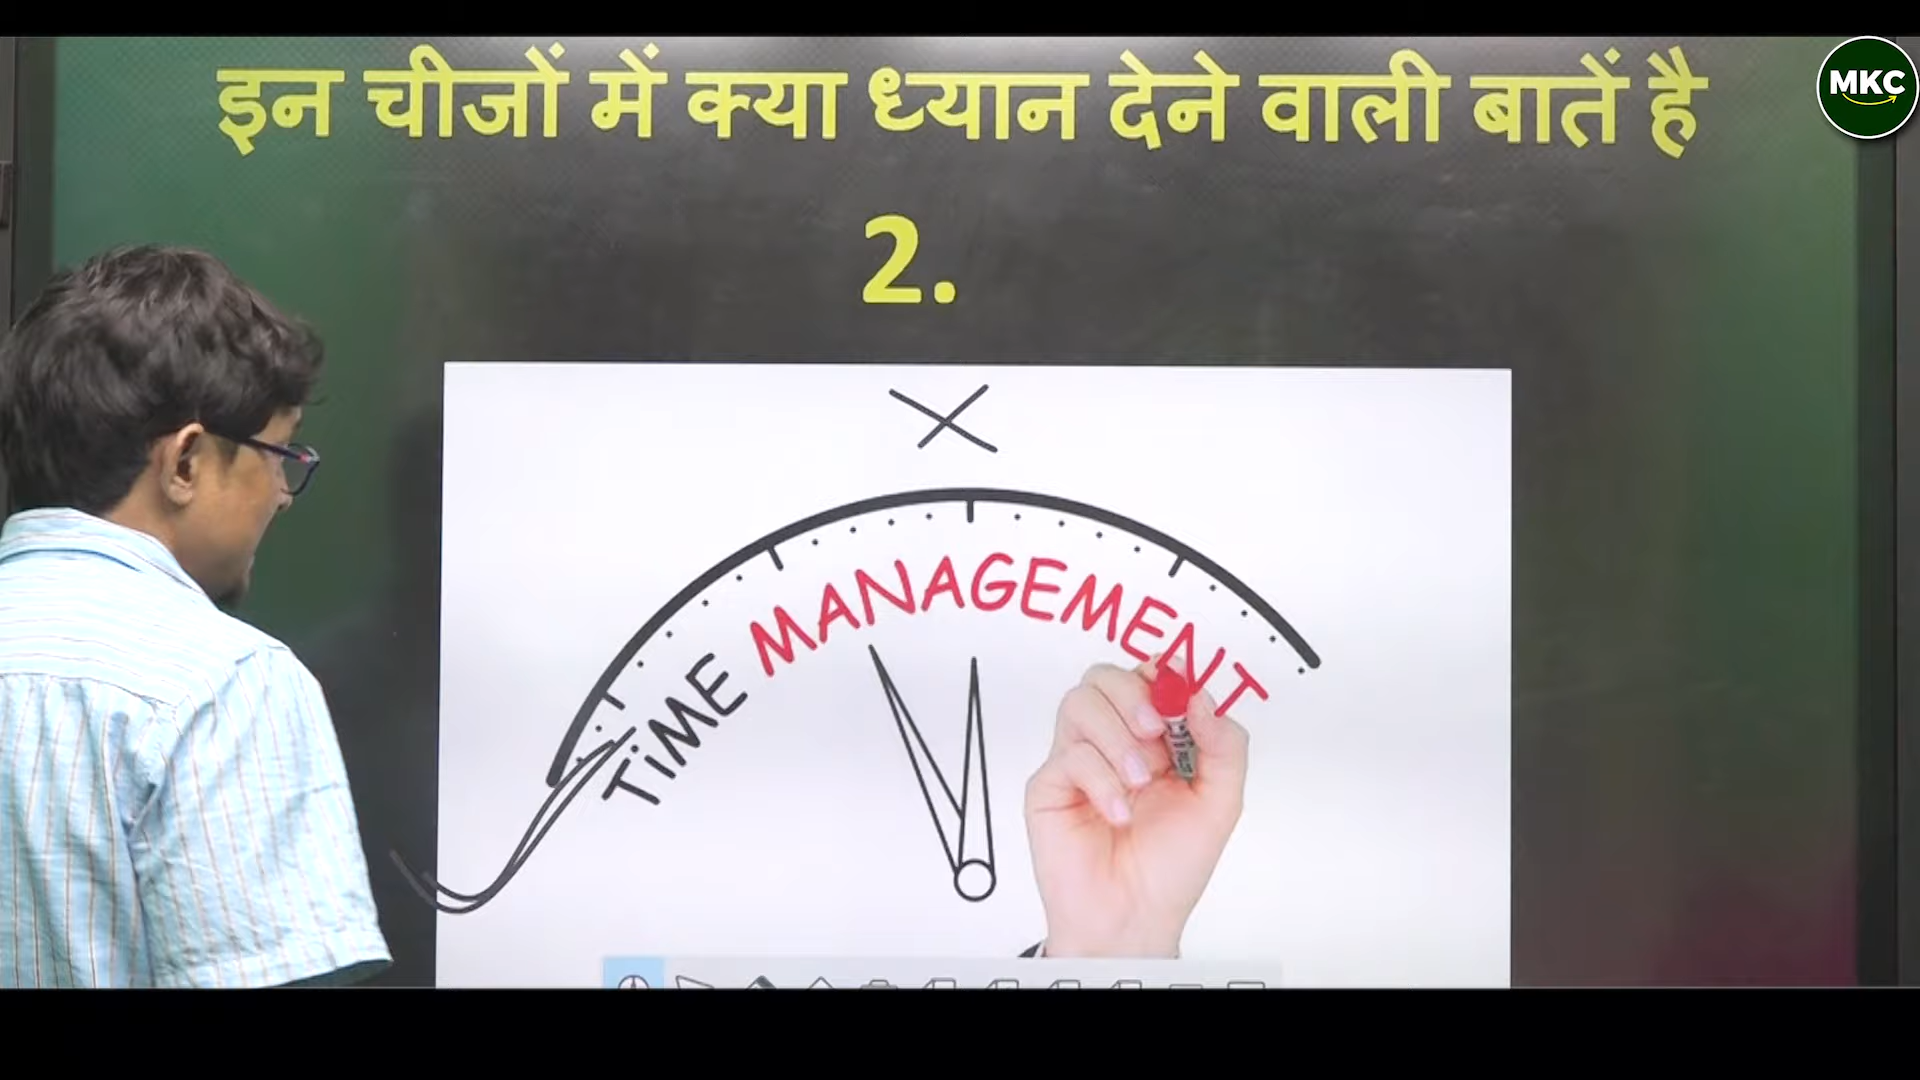 इन चीजों में क्या ध्यान देने वाली बातें है
MKC
2.
TiME MANAGEMENT